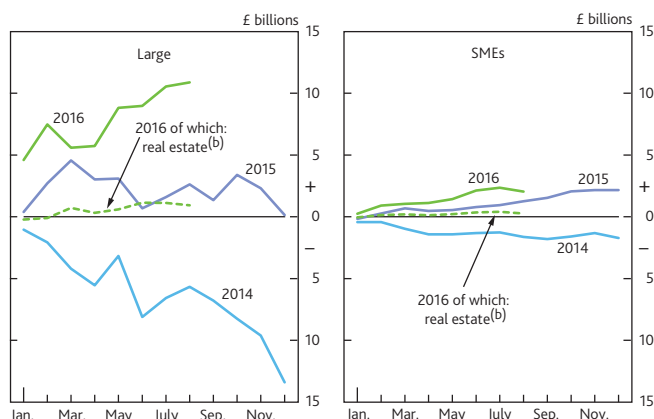 £ billions
15
Large
10
2016
2016 of which:
real estate(b)
5
2015
+
0
–
2014
5
10
15
Jan. Mar. May July Sep. Nov.
£ billions
15
SMEs
10
5
2016
2015
+
0
–
2014
5
2016 of which:
real estate(b)
10
15
Jan. Mar. May July Sep. Nov.